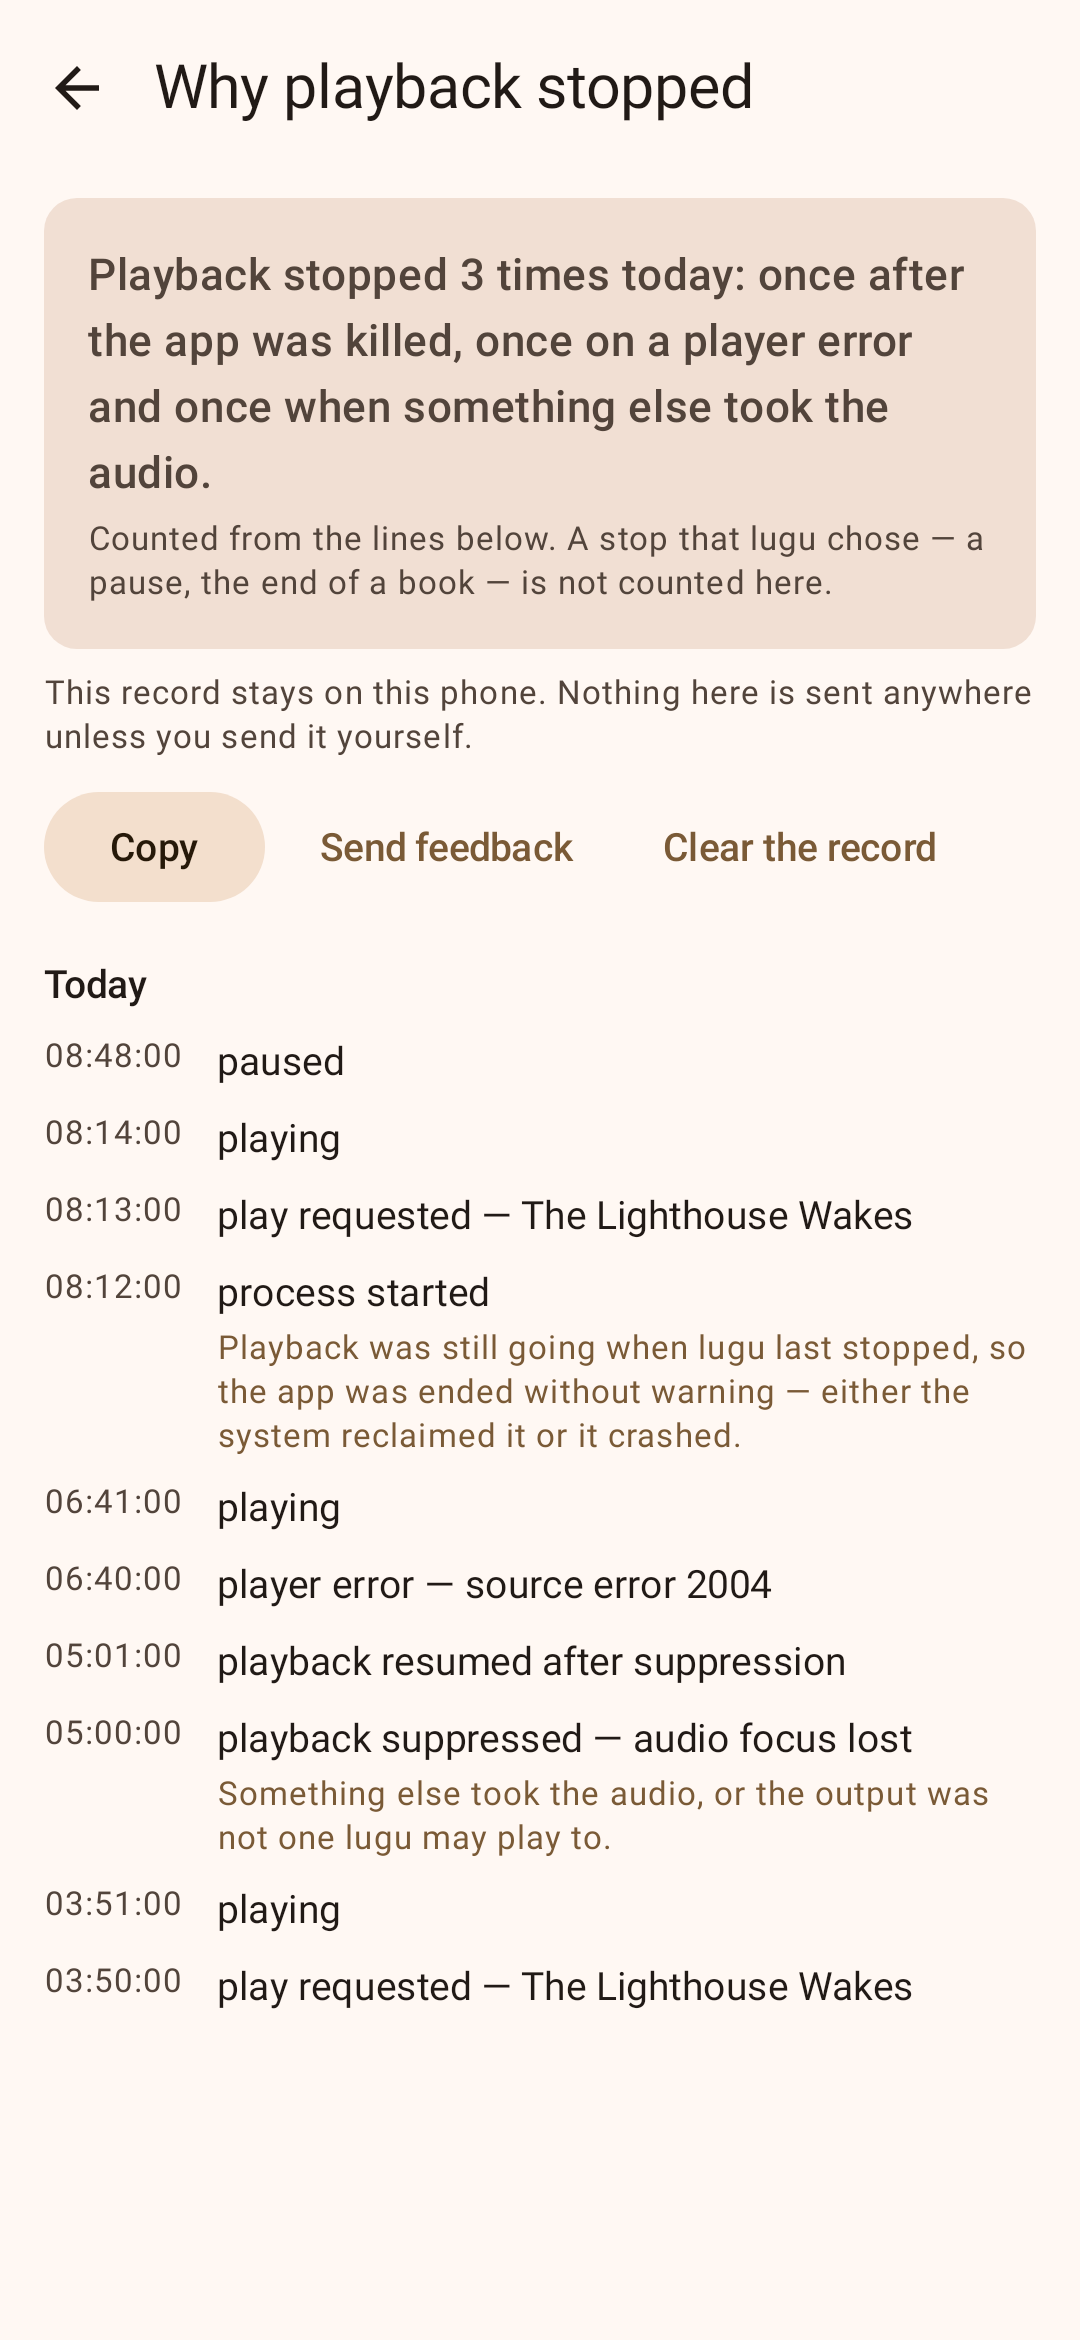 Why playback stopped
Playback stopped 3 times today: once after
the app was killed, once on a player error
and once when something else took the
audio.
Counted from the lines below. A stop that lugu chose — a
pause, the end of a book — is not counted here.
This record stays on this phone. Nothing here is sent anywhere
unless you send it yourself.
Copy
Send feedback
Clear the record
Today
08:48:00 paused
08:14:00 playing
08:13:00 play requested — The Lighthouse Wakes
08:12:00 process started
Playback was still going when lugu last stopped, so
the app was ended without warning — either the
system reclaimed it or it crashed.
06:41:00 playing
06:40:00 player error — source error 2004
05:01:00 playback resumed after suppression
05:00:00 playback suppressed — audio focus lost
Something else took the audio, or the output was
not one lugu may play to.
03:51:00 playing
03:50:00 play requested — The Lighthouse Wakes